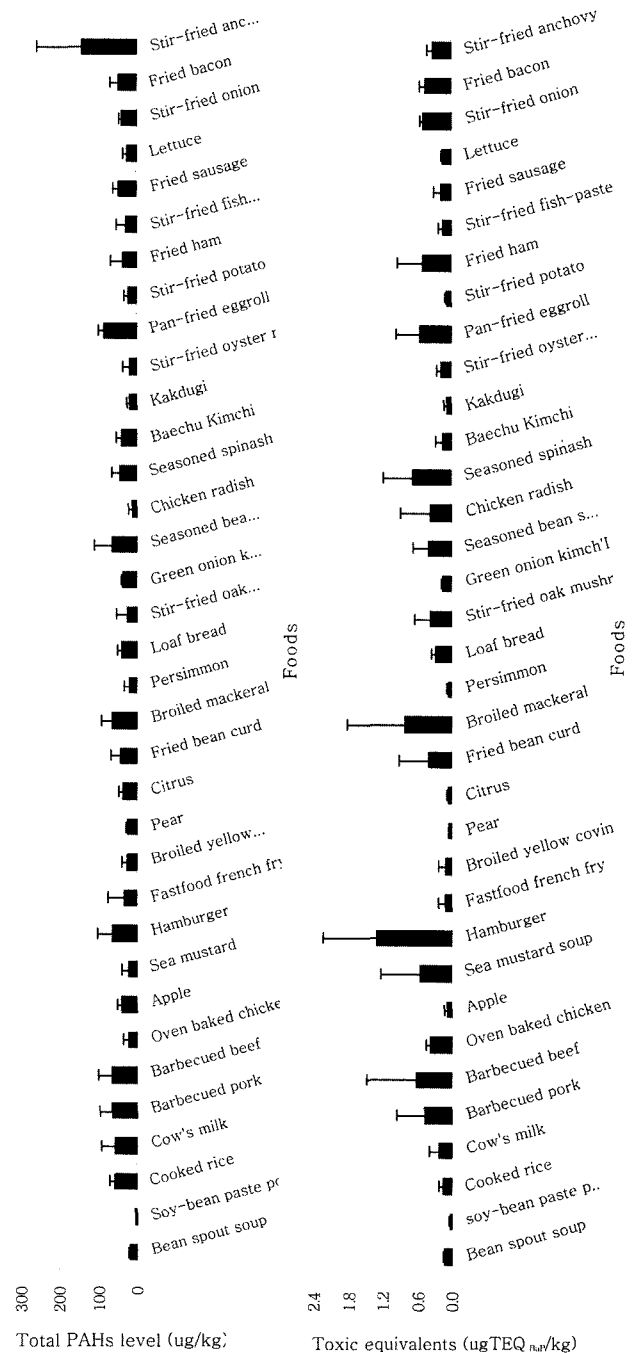 Stir-fried anc...
Fried bacon
Stir-fried onion
Lettuce
Fried sausage
Stir-fried fish...
Fried ham
Stir-fried potato
Pan-fried eggroll
Stir-fried oyster r
Kakdugi
Baechu Kimchi
Seasoned spinash
Chicken radish
Seasoned bea...
Green onion k...
Stir-fried oak...
Loaf bread
Persimmon
Broiled mackeral
Fried bean curd
Citrus
Pear
Broiled yellow...
Fastfood french fry
Hamburger
Sea mustard
Apple
Oven baked chicke
Barbecued beef
Barbecued pork
Cow's milk
Cooked rice
Soy-bean paste po
Bean spout soup
Foods
300 200 100 0
Total PAHs level (ug/kg)
Stir-fried anchovy
Fried bacon
Stir-fried onion
Lettuce
Fried sausage
Stir-fried fish-paste
Fried ham
Stir-fried potato
Pan-fried eggroll
Stir-fried oyster...
Kakdugi
Baechu Kimchi
Seasoned spinash
Chicken radish
Seasoned bean s...
Green onion kimch'I
Stir-fried oak mushr
Loaf bread
Persimmon
Broiled mackeral
Fried bean curd
Citrus
Pear
Broiled yellow covin
Fastfood french fry
Hamburger
Sea mustard soup
Apple
Oven baked chicken
Barbecued beef
Barbecued pork
Cow's milk
Cooked rice
soy-bean paste p..
Bean spout soup
Foods
2.4 1.8 1.2 0.6 0.0
Toxic equivalents (ugTEQ BaP/kg)